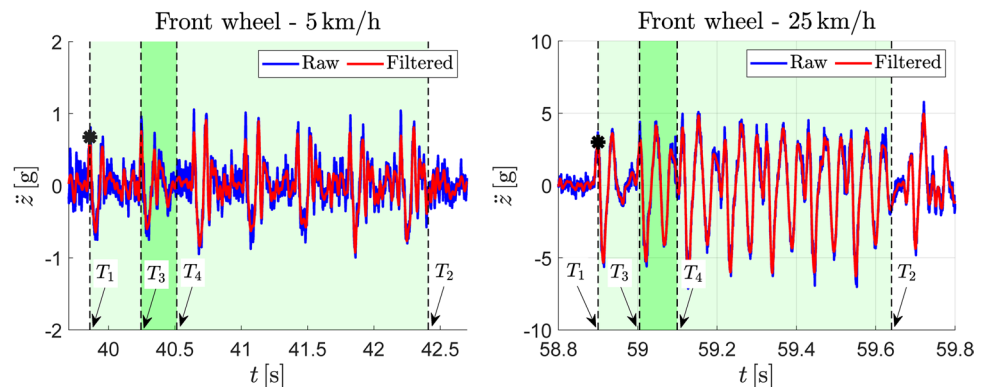 Front wheel - 5 km/h
Raw Filtered
2
1
0
-1
-2
z̈ [g]
T₁ T₃ T₄ T₂
40 40.5 41 41.5 42 42.5
t [s]
Front wheel - 25 km/h
Raw Filtered
10
5
0
-5
-10
z̈ [g]
T₁ T₃ T₄ T₂
58.8 59 59.2 59.4 59.6 59.8
t [s]